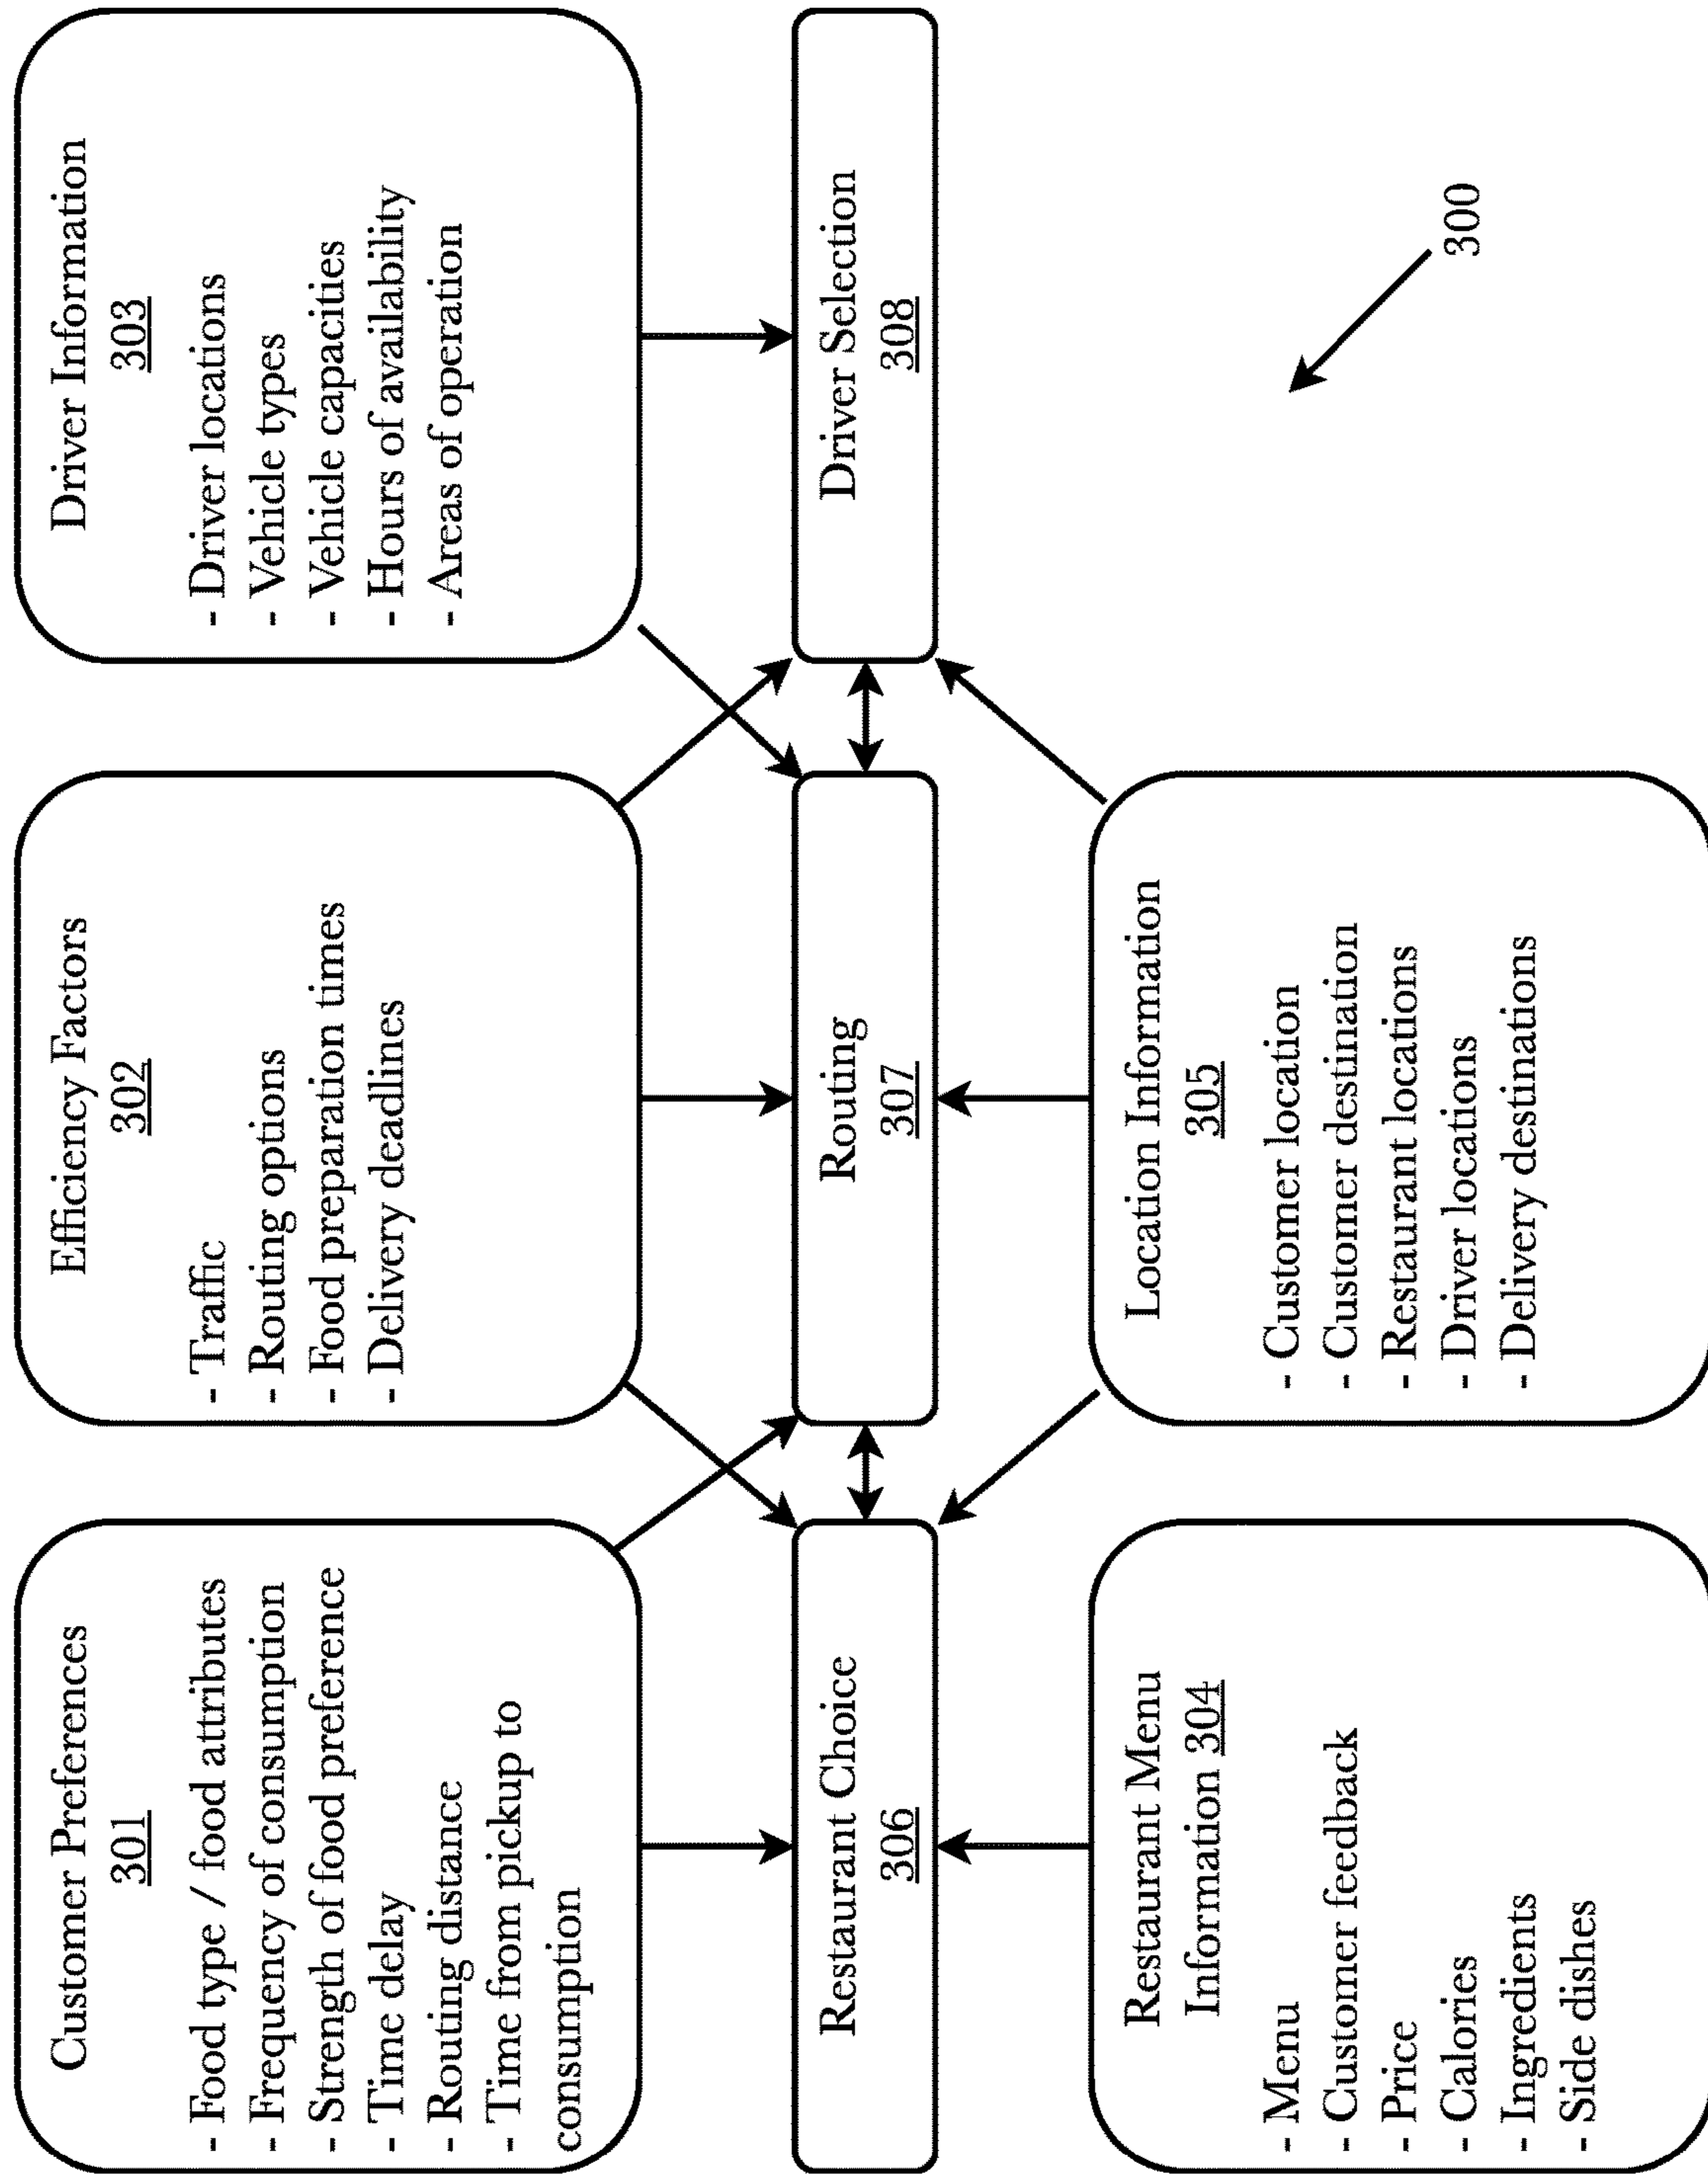 Customer Preferences
301
- Food type / food attributes
- Frequency of consumption
- Strength of food preference
- Time delay
- Routing distance
- Time from pickup to
consumption
Efficiency Factors
302
- Traffic
- Routing options
- Food preparation times
- Delivery deadlines
Driver Information
303
- Driver locations
- Vehicle types
- Vehicle capacities
- Hours of availability
- Areas of operation
Restaurant Choice
306
Routing
307
Driver Selection
308
Restaurant Menu
Information 304
- Menu
- Customer feedback
- Price
- Calories
- Ingredients
- Side dishes
Location Information
305
- Customer location
- Customer destination
- Restaurant locations
- Driver locations
- Delivery destinations
300